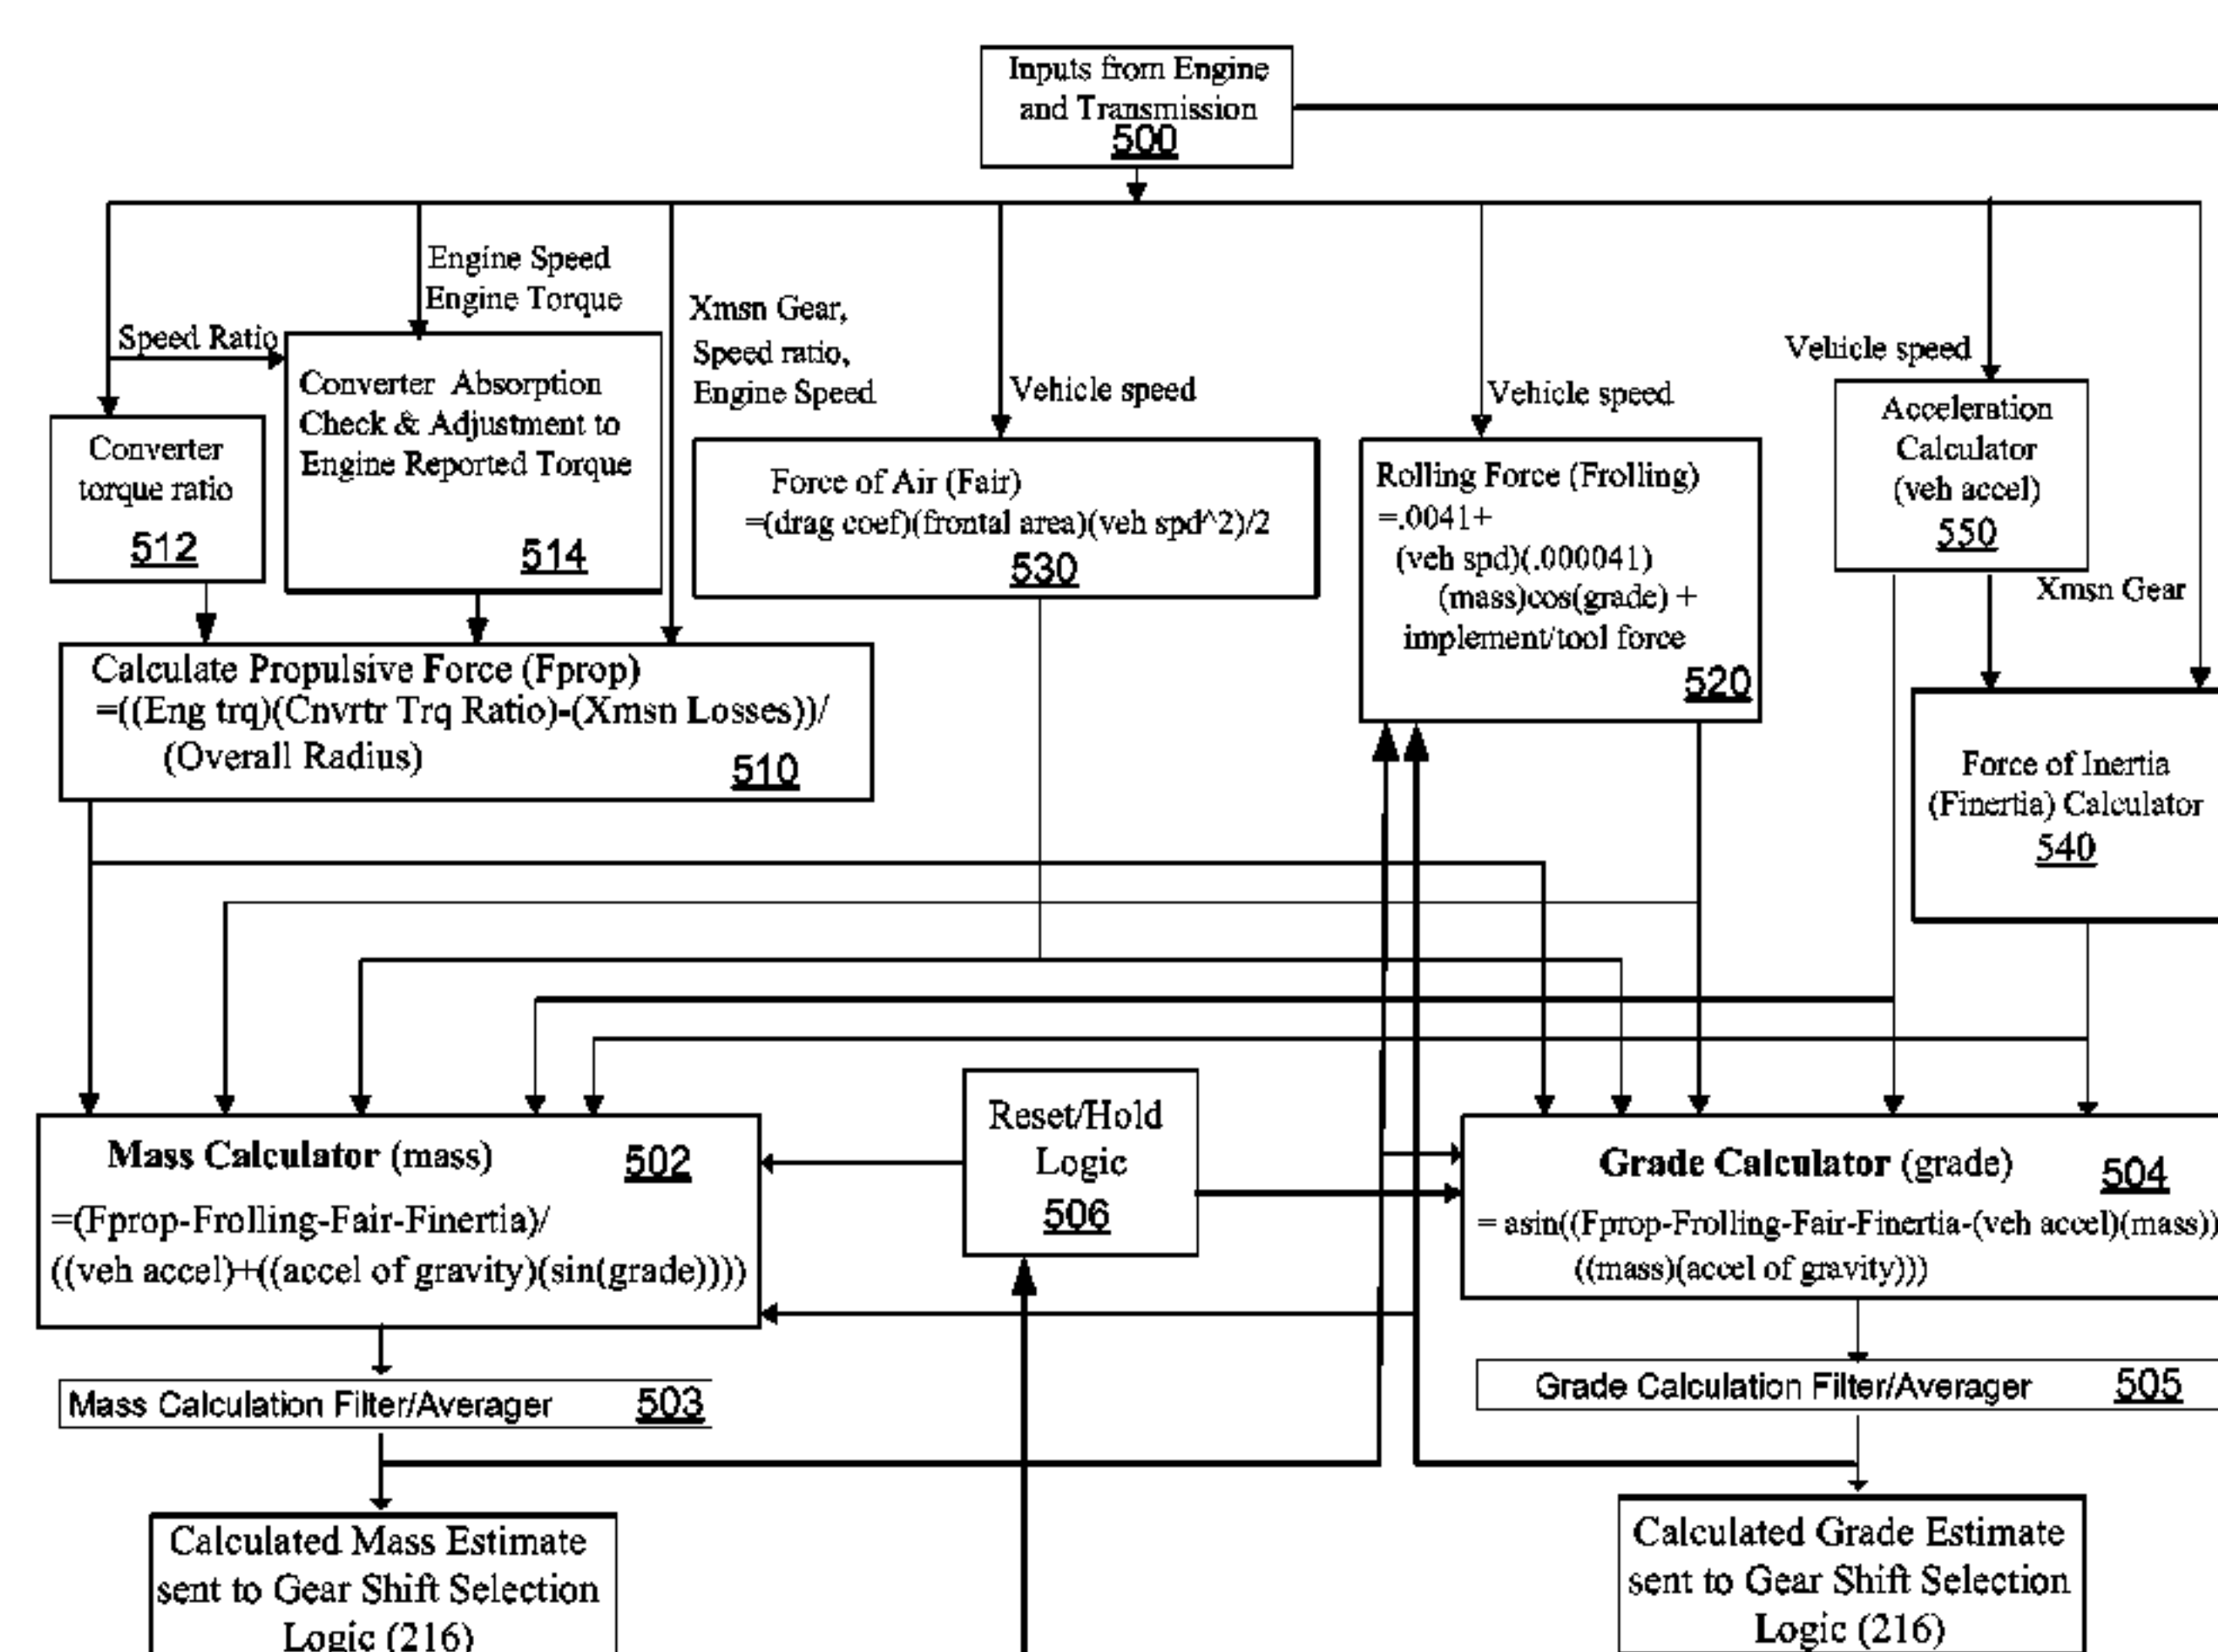 Inputs from Engine
and Transmission
500
Engine Speed
Engine Torque
Speed Ratio
Xmsn Gear,
Speed ratio,
Engine Speed
Vehicle speed
Vehicle speed
Vehicle speed
Converter
torque ratio
512
Converter Absorption
Check & Adjustment to
Engine Reported Torque
514
Force of Air (Fair)
=(drag coef)(frontal area)(veh spd^2)/2
530
Rolling Force (Frolling)
=.0041+
(veh spd)(.000041)
(mass)cos(grade) +
implement/tool force
520
Acceleration
Calculator
(veh accel)
550
Xmsn Gear
Calculate Propulsive Force (Fprop)
=((Eng trq)(Cnvrtr Trq Ratio)-(Xmsn Losses))/
(Overall Radius)
510
Force of Inertia
(Finertia) Calculator
540
Mass Calculator (mass)
502
=(Fprop-Frolling-Fair-Finertia)/
((veh accel)+((accel of gravity)(sin(grade))))
Reset/Hold
Logic
506
Grade Calculator (grade)
504
= asin((Fprop-Frolling-Fair-Finertia-(veh accel)(mass))
((mass)(accel of gravity)))
Mass Calculation Filter/Averager
503
Grade Calculation Filter/Averager
505
Calculated Mass Estimate
sent to Gear Shift Selection
Logic (216)
Calculated Grade Estimate
sent to Gear Shift Selection
Logic (216)